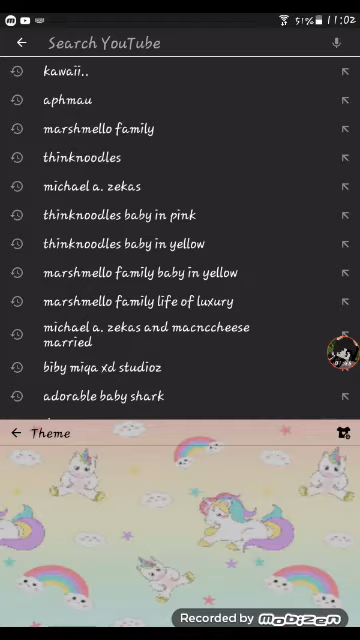 51% 11:02
Search YouTube
kawaii..
aphmau
marshmello family
thinknoodles
michael a. zekas
thinknoodles baby in pink
thinknoodles baby in yellow
marshmello family baby in yellow
marshmello family life of luxury
michael a. zekas and macnccheese
married
biby miqa xd studioz
adorable baby shark
Theme
Recorded by mobizen